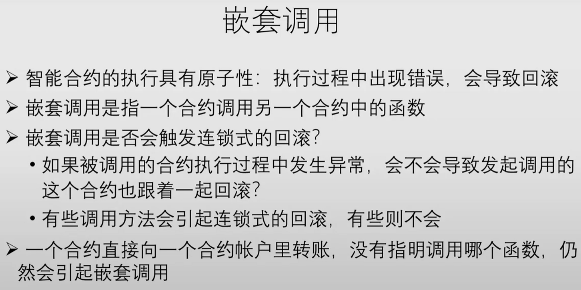 嵌套调用
➢ 智能合约的执行具有原子性：执行过程中出现错误，会导致回滚
➢ 嵌套调用是指一个合约调用另一个合约中的函数
➢ 嵌套调用是否会触发连锁式的回滚？
• 如果被调用的合约执行过程中发生异常，会不会导致发起调用的
这个合约也跟着一起回滚？
• 有些调用方法会引起连锁式的回滚，有些则不会
➢ 一个合约直接向一个合约帐户里转账，没有指明调用哪个函数，仍
然会引起嵌套调用